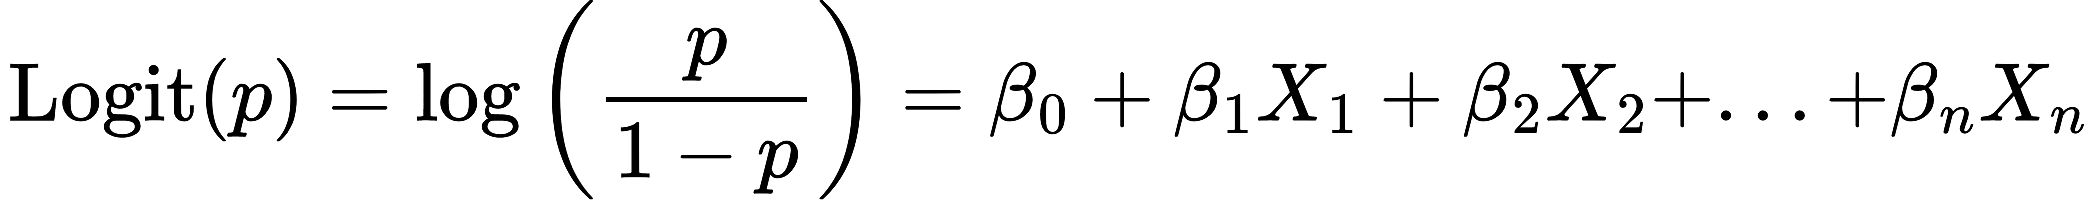 Logit(p) = log(p / (1 − p)) = β₀ + β₁X₁ + β₂X₂+...+βₙXₙ